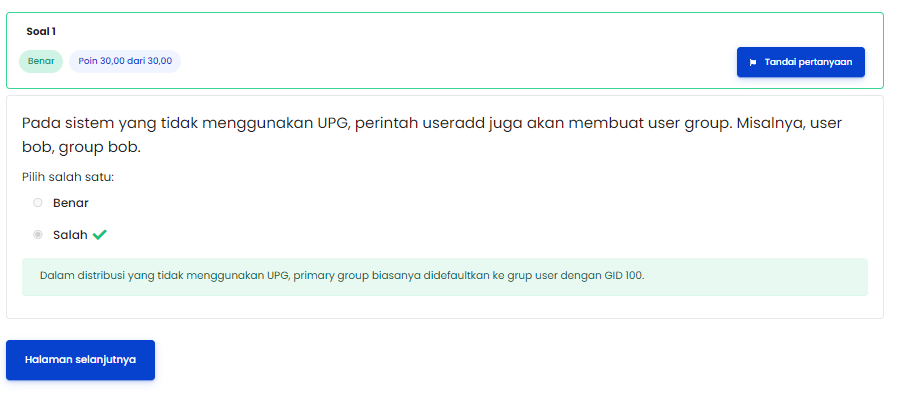 Soal 1
Benar
Poin 30,00 dari 30,00
Tandai pertanyaan
Pada sistem yang tidak menggunakan UPG, perintah useradd juga akan membuat user group. Misalnya, user
bob, group bob.
Pilih salah satu:
Benar
Salah
Dalam distribusi yang tidak menggunakan UPG, primary group biasanya didefaultkan ke grup user dengan GID 100.
Halaman selanjutnya